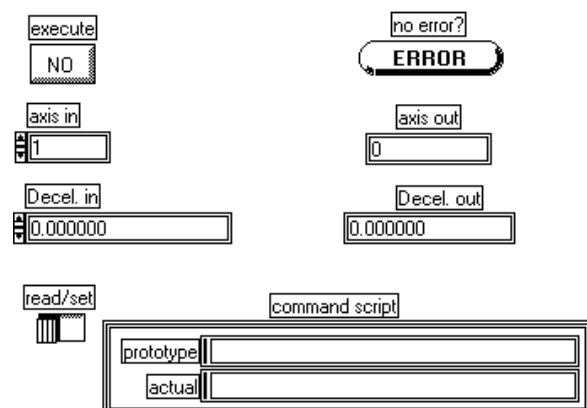 execute
no error?
NO
ERROR
axis in
axis out
1
0
Decel. in
Decel. out
0.000000
0.000000
read/set
command script
prototype
actual